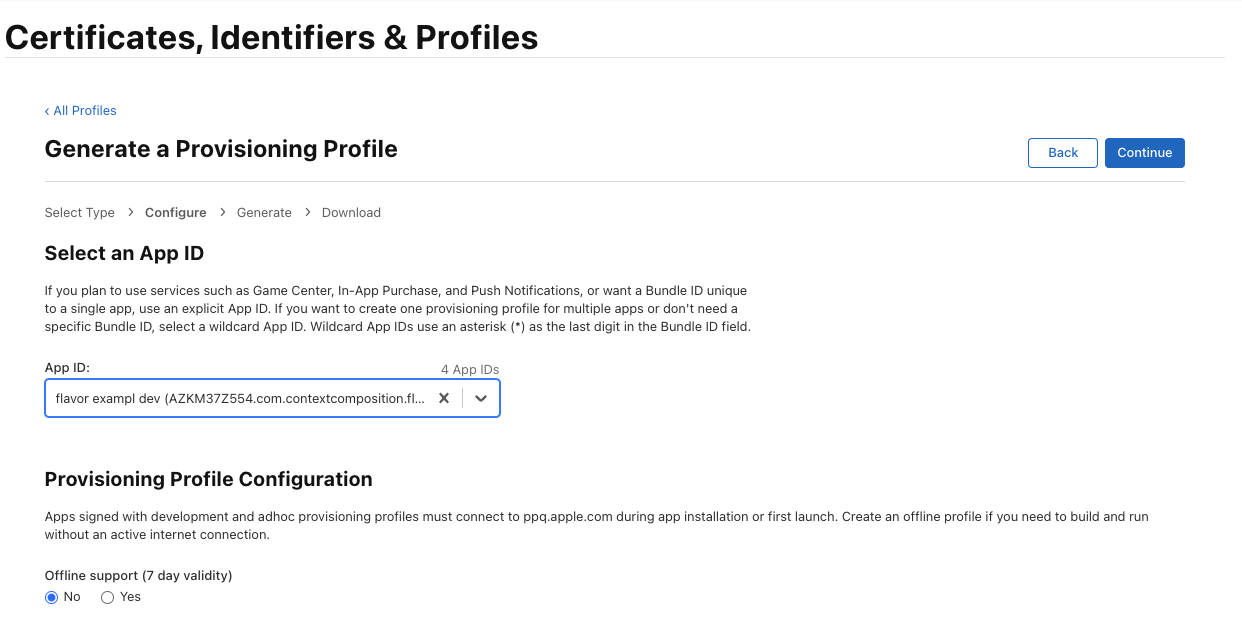 Certificates, Identifiers & Profiles
‹ All Profiles
Generate a Provisioning Profile
Back
Continue
Select Type > Configure > Generate > Download
Select an App ID
If you plan to use services such as Game Center, In-App Purchase, and Push Notifications, or want a Bundle ID unique
to a single app, use an explicit App ID. If you want to create one provisioning profile for multiple apps or don't need a
specific Bundle ID, select a wildcard App ID. Wildcard App IDs use an asterisk (*) as the last digit in the Bundle ID field.
App ID:
4 App IDs
flavor exampl dev (AZKM37Z554.com.contextcomposition.fl...
Provisioning Profile Configuration
Apps signed with development and adhoc provisioning profiles must connect to ppq.apple.com during app installation or first launch. Create an offline profile if you need to build and run
without an active internet connection.
Offline support (7 day validity)
No Yes